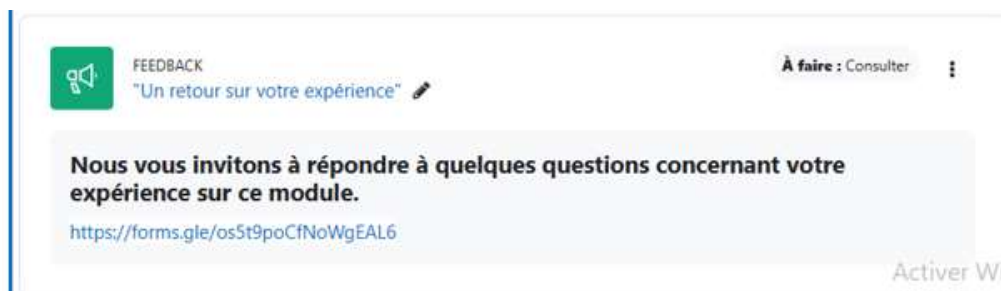 FEEDBACK
"Un retour sur votre expérience"
À faire : Consulter
Nous vous invitons à répondre à quelques questions concernant votre
expérience sur ce module.
https://forms.gle/os5t9poCfNoWgEAL6
Activer Wi